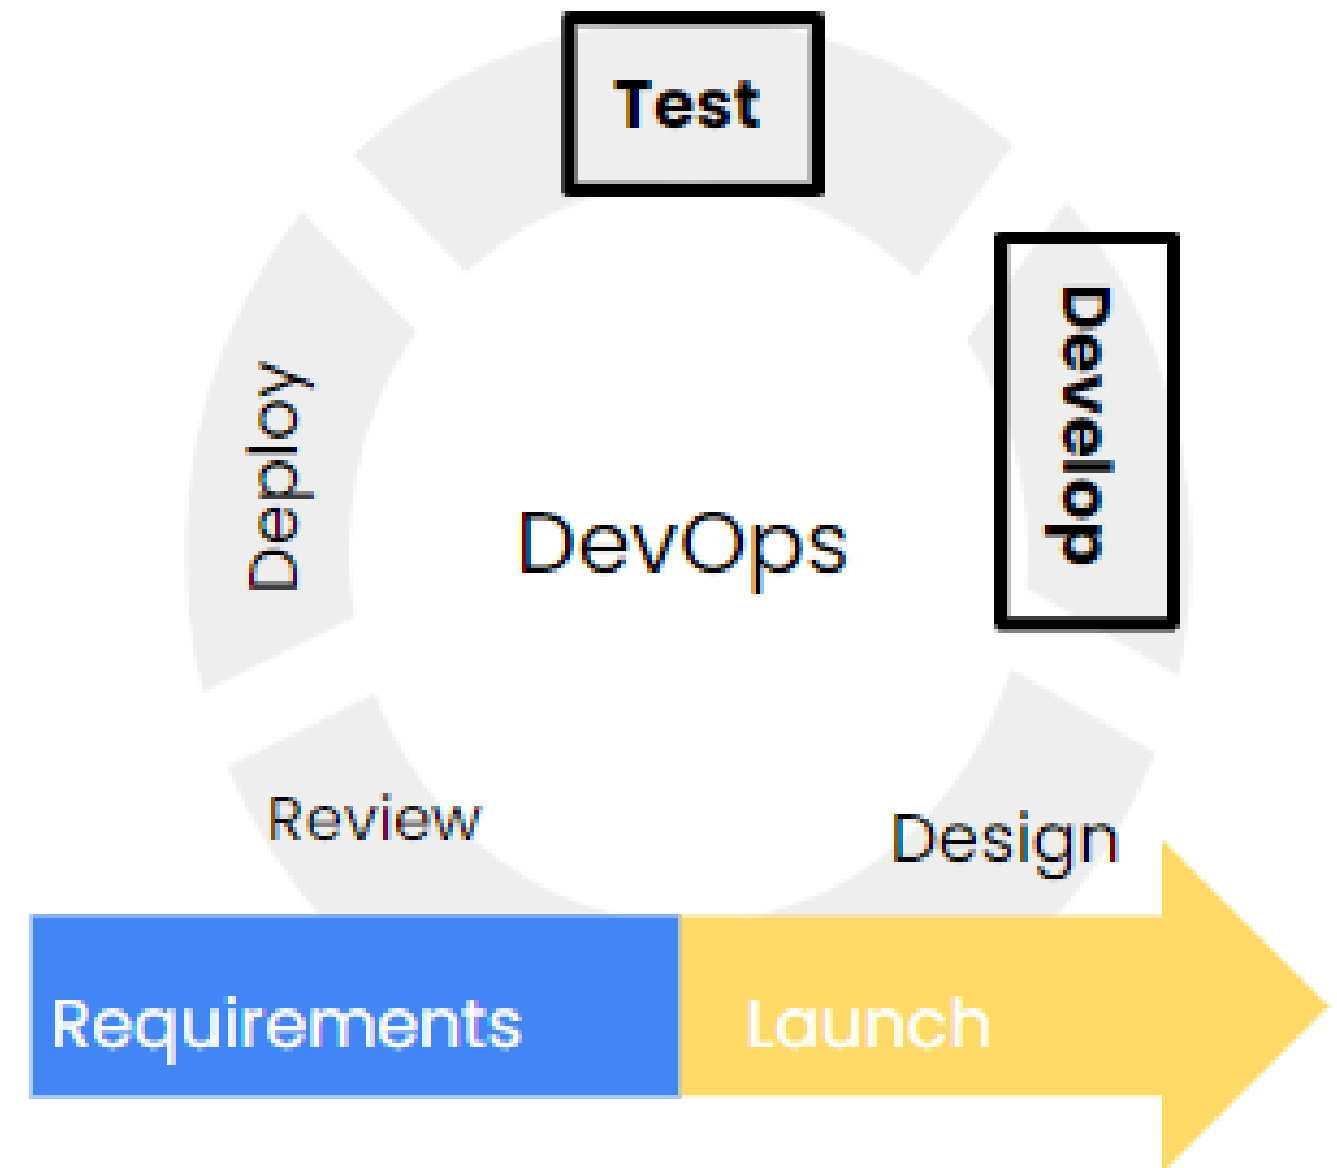 Test
Develop
Deploy
DevOps
Review
Design
Requirements
Launch